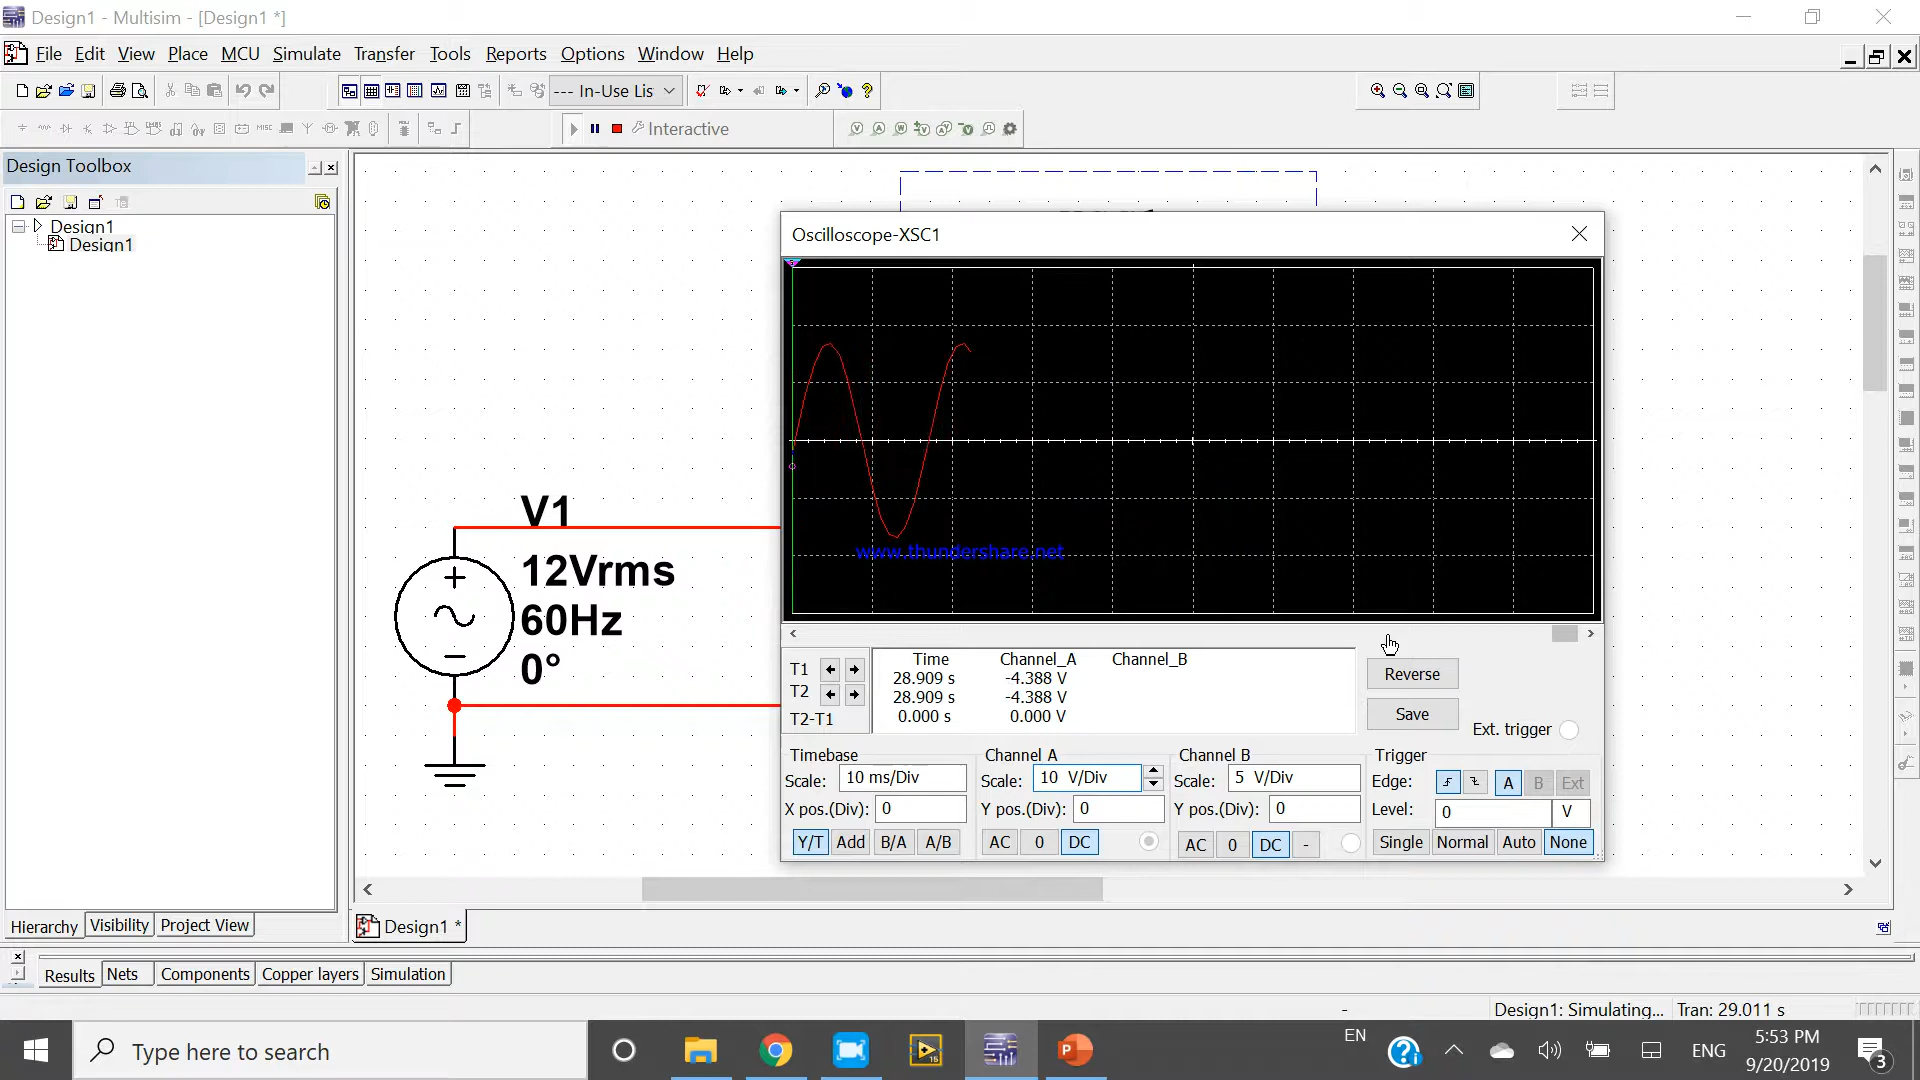 Design1 - Multisim - [Design1 *]
File Edit View Place MCU Simulate Transfer Tools Reports Options Window Help
--- In-Use Lis
Interactive
Design Toolbox
Design1
Design1
Oscilloscope-XSC1
www.thundershare.net
V1
12Vrms
60Hz
0°
Time Channel_A Channel_B
T1 28.909 s -4.388 V
T2 28.909 s -4.388 V
T2-T1 0.000 s 0.000 V
Reverse
Save
Ext. trigger
Timebase Channel A Channel B Trigger
Scale: 10 ms/Div Scale: 10 V/Div Scale: 5 V/Div Edge: A B Ext
X pos.(Div): 0 Y pos.(Div): 0 Y pos.(Div): 0 Level: 0 V
Y/T Add B/A A/B AC 0 DC AC 0 DC - Single Normal Auto None
Hierarchy Visibility Project View
Design1 *
Results Nets Components Copper layers Simulation
- Design1: Simulating... Tran: 29.011 s
Type here to search
EN
ENG
5:53 PM
9/20/2019
3